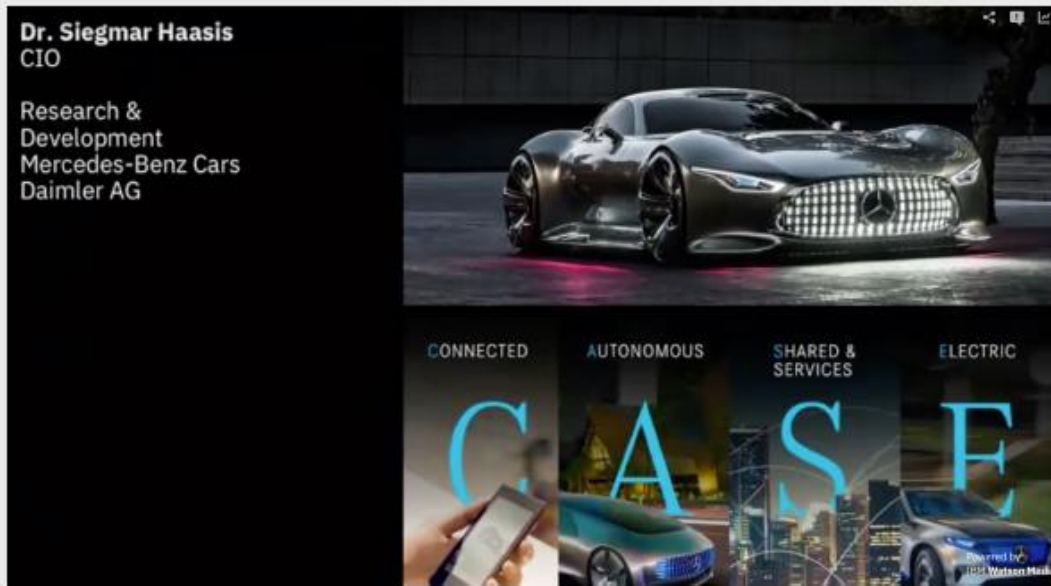 Dr. Siegmar Haasis
CIO
Research &
Development
Mercedes-Benz Cars
Daimler AG
CONNECTED
AUTONOMOUS
SHARED &
SERVICES
ELECTRIC
C A S E
Powered by
IBM Watson Media